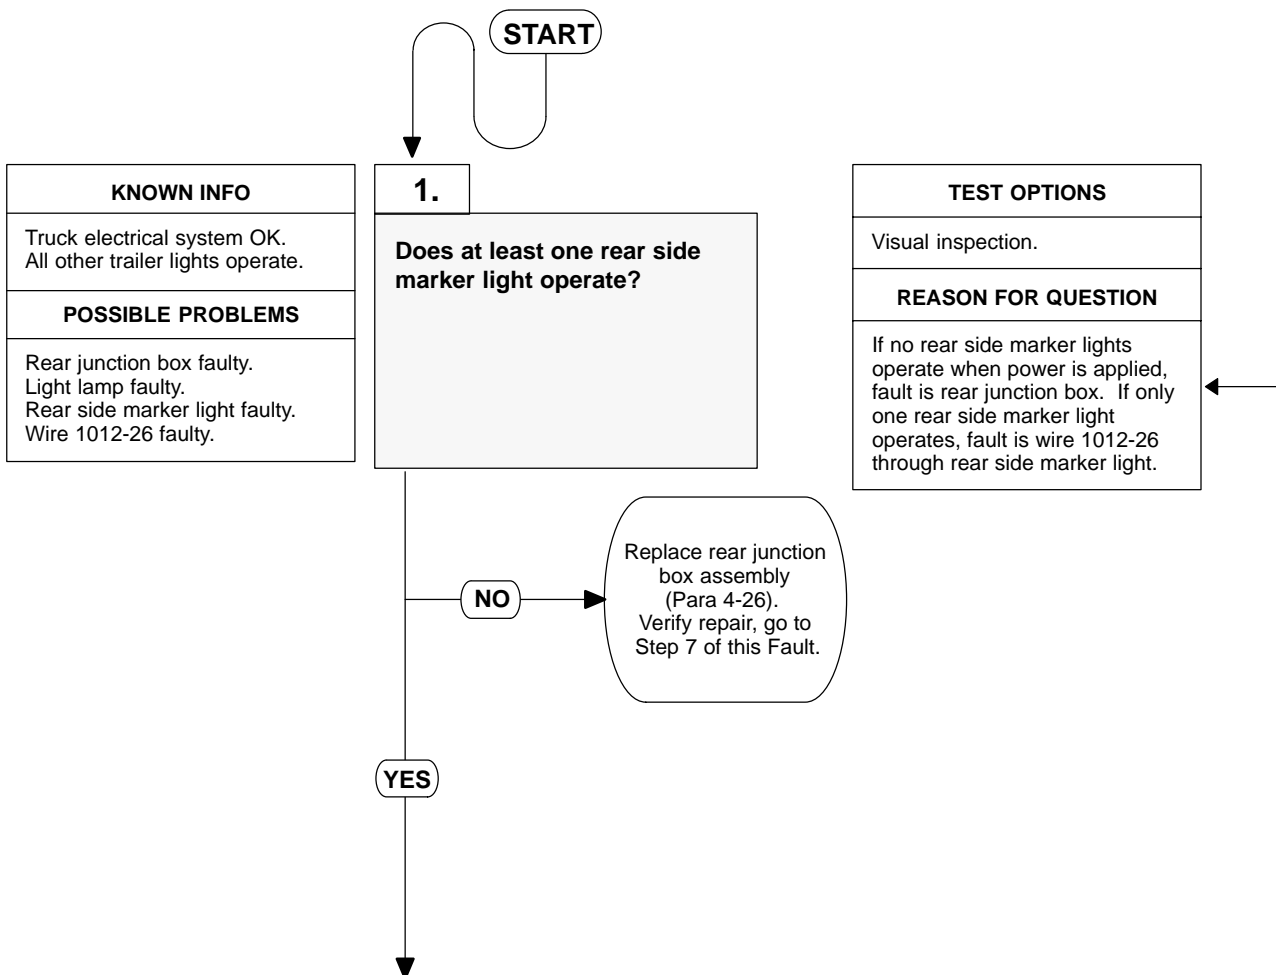 START
KNOWN INFO
Truck electrical system OK.
All other trailer lights operate.
POSSIBLE PROBLEMS
Rear junction box faulty.
Light lamp faulty.
Rear side marker light faulty.
Wire 1012-26 faulty.
1.
Does at least one rear side
marker light operate?
TEST OPTIONS
Visual inspection.
REASON FOR QUESTION
If no rear side marker lights
operate when power is applied,
fault is rear junction box.  If only
one rear side marker light
operates, fault is wire 1012-26
through rear side marker light.
NO
Replace rear junction
box assembly
(Para 4-26).
Verify repair, go to
Step 7 of this Fault.
YES